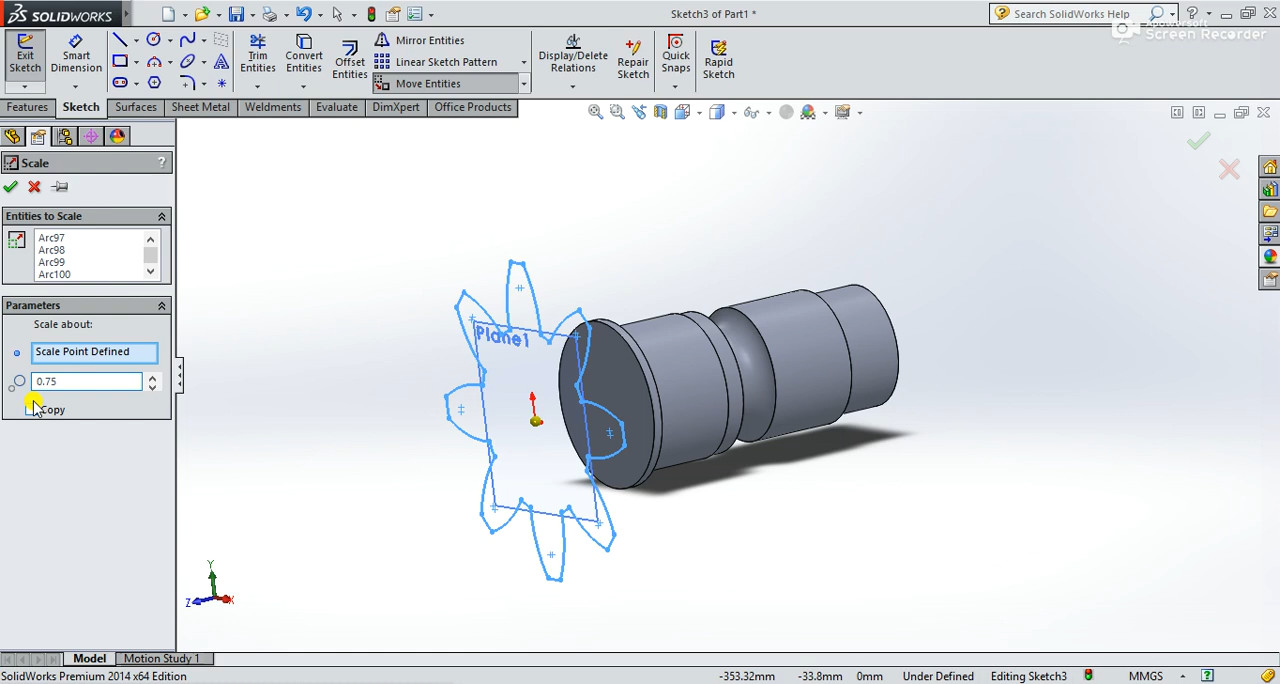 3S SOLIDWORKS
Sketch3 of Part1 *
Search SolidWorks Help
Apowersoft
Screen Recorder
Exit Sketch
Smart Dimension
Trim Entities
Convert Entities
Offset Entities
Mirror Entities
Linear Sketch Pattern
Move Entities
Display/Delete Relations
Repair Sketch
Quick Snaps
Rapid Sketch
Features Sketch Surfaces Sheet Metal Weldments Evaluate DimXpert Office Products
Scale ?
Entities to Scale
Arc97
Arc98
Arc99
Arc100
Parameters
Scale about:
Scale Point Defined
0.75
Copy
Plane1
Y
Z
X
Model Motion Study 1
SolidWorks Premium 2014 x64 Edition
-353.32mm -33.8mm 0mm Under Defined Editing Sketch3 MMGS ?